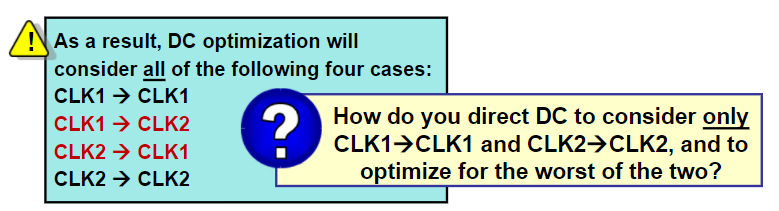 !
As a result, DC optimization will
consider all of the following four cases:
CLK1 → CLK1
CLK1 → CLK2
CLK2 → CLK1
CLK2 → CLK2
?
How do you direct DC to consider only
CLK1→CLK1 and CLK2→CLK2, and to
optimize for the worst of the two?